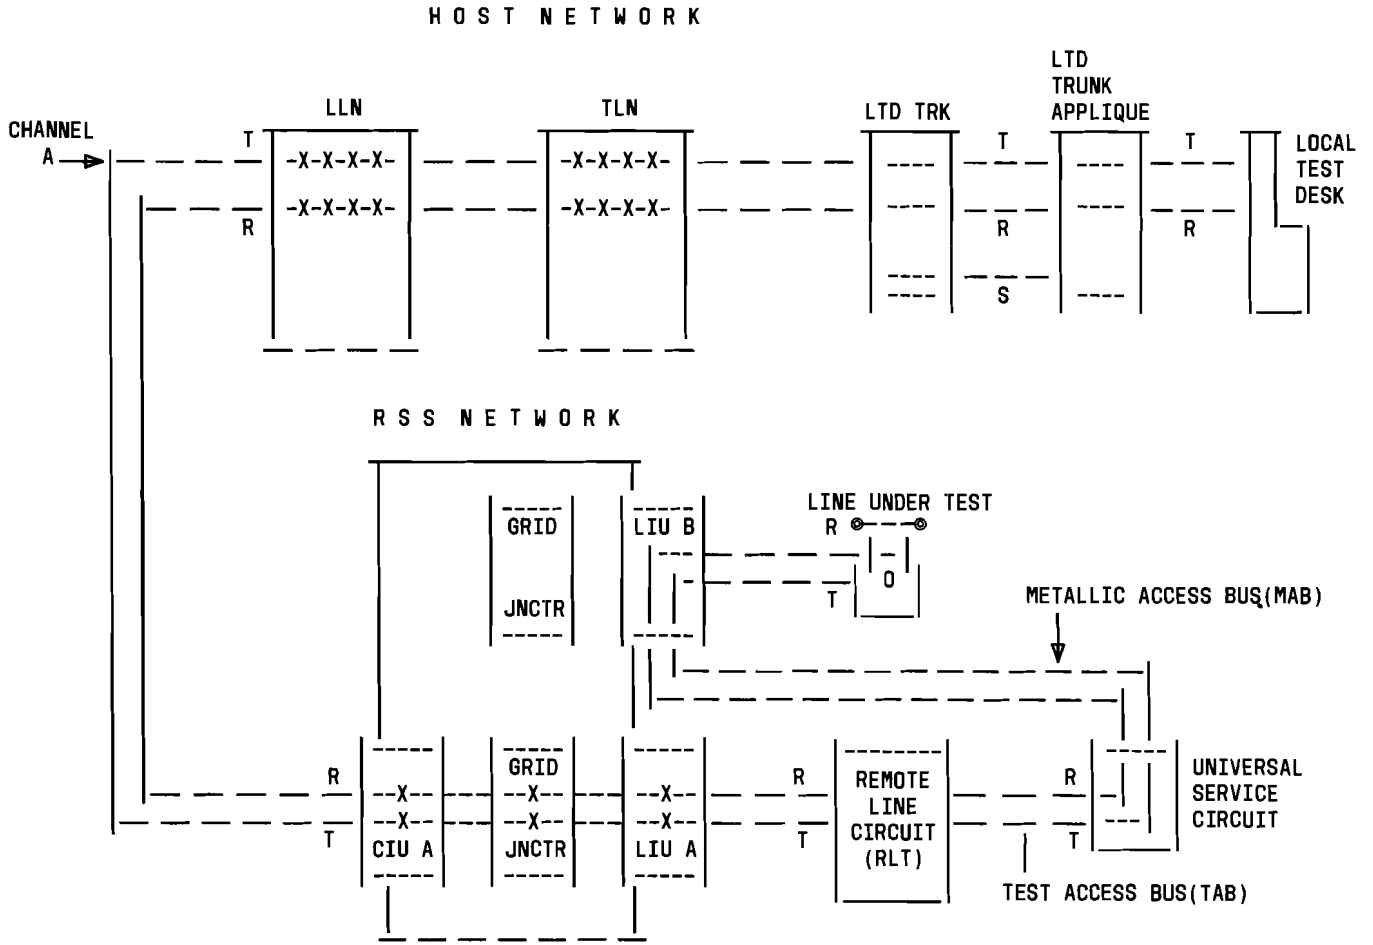 HOST NETWORK
LTD
TRUNK
APPLIQUE
LLN
TLN
LTD TRK
CHANNEL
A
T
-X-X-X-X-
-X-X-X-X-
T
T
LOCAL
TEST
DESK
R
-X-X-X-X-
-X-X-X-X-
R
R
S
RSS NETWORK
GRID
JNCTR
LIU B
LINE UNDER TEST
R
O
T
METALLIC ACCESS BUS(MAB)
R
--X--
GRID
--X--
--X--
R
REMOTE
LINE
CIRCUIT
(RLT)
R
UNIVERSAL
SERVICE
CIRCUIT
T
--X--
CIU A
--X--
JNCTR
--X--
LIU A
T
T
TEST ACCESS BUS(TAB)